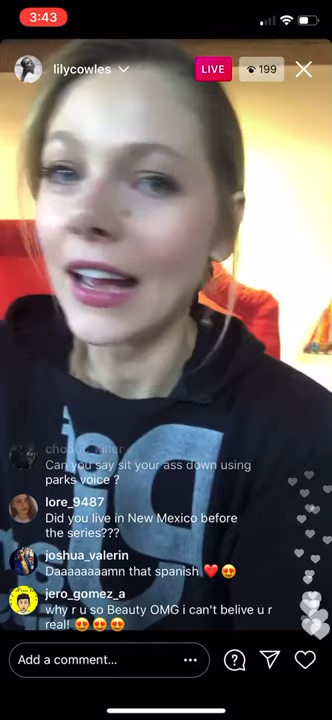 3:43
lilycowles
LIVE
199
Can you say sit your ass down using
parks voice ?
lore_9487
Did you live in New Mexico before
the series???
joshua_valerin
Daaaaaaamn that spanish ❤️😍
jero_gomez_a
why r u so Beauty OMG i can't belive u r
real! 😍😍😍
Add a comment...